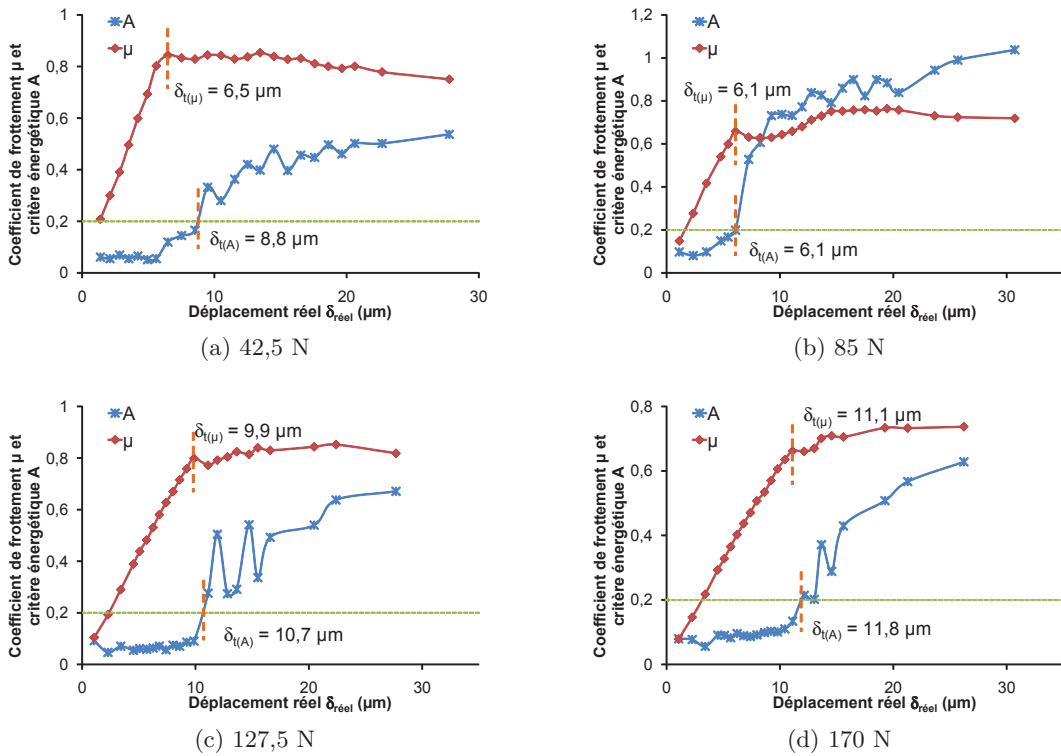 Coefficient de frottement µ et
critère énergétique A
1
0,8
0,6
0,4
0,2
0
A
µ
δt(µ) = 6,5 µm
δt(A) = 8,8 µm
0 10 20 30
Déplacement réel δréel (µm)
(a) 42,5 N
Coefficient de frottement µ et
critère énergétique A
1,2
1
0,8
0,6
0,4
0,2
0
A
µ
δt(µ) = 6,1 µm
δt(A) = 6,1 µm
0 10 20 30
Déplacement réel δréel (µm)
(b) 85 N
Coefficient de frottement µ et
critère énergétique A
1
0,8
0,6
0,4
0,2
0
A
µ
δt(µ) = 9,9 µm
δt(A) = 10,7 µm
0 10 20 30
Déplacement réel δréel (µm)
(c) 127,5 N
Coefficient de frottement µ et
critère énergétique A
0,8
0,6
0,4
0,2
0
A
µ
δt(µ) = 11,1 µm
δt(A) = 11,8 µm
0 10 20 30
Déplacement réel δréel (µm)
(d) 170 N